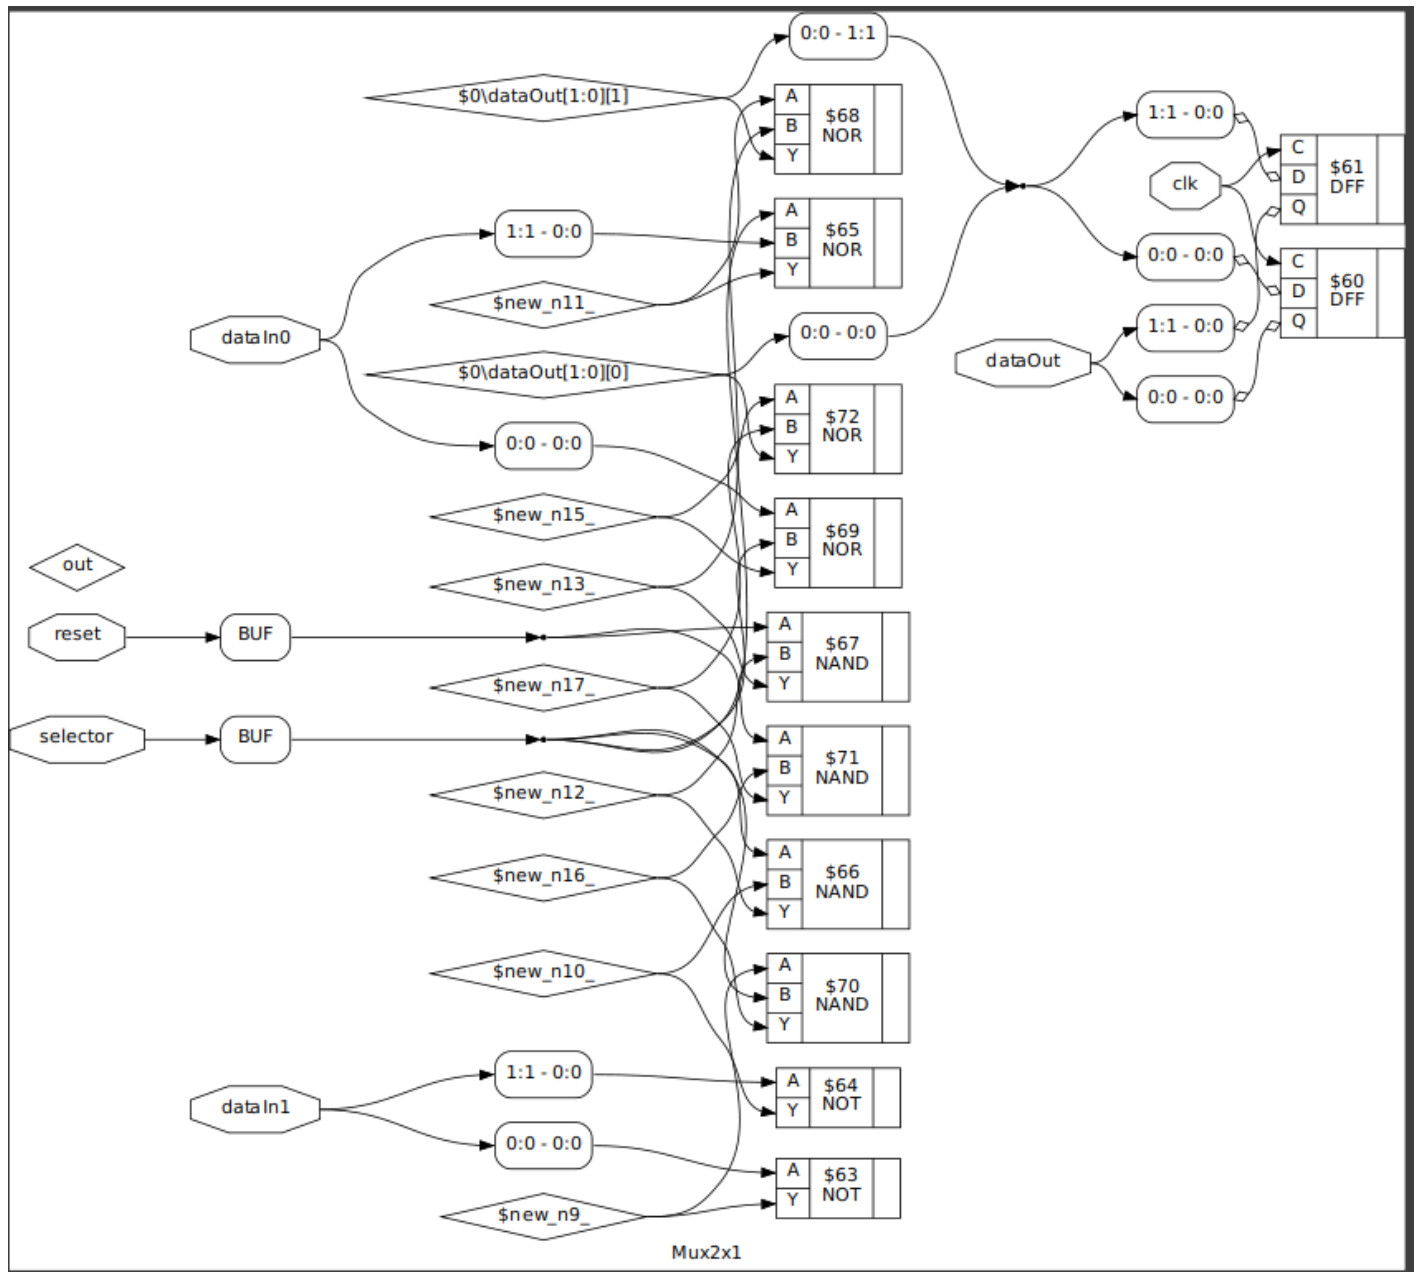 0:0 - 1:1
$0\dataOut[1:0][1]
A
B
Y
$68
NOR
1:1 - 0:0
clk
C
D
Q
$61
DFF
1:1 - 0:0
A
B
Y
$65
NOR
0:0 - 0:0
C
D
Q
$60
DFF
$new_n11_
dataIn0
0:0 - 0:0
1:1 - 0:0
dataOut
0:0 - 0:0
$0\dataOut[1:0][0]
A
B
Y
$72
NOR
0:0 - 0:0
$new_n15_
A
B
Y
$69
NOR
out
$new_n13_
reset
BUF
A
B
Y
$67
NAND
$new_n17_
selector
BUF
A
B
Y
$71
NAND
$new_n12_
$new_n16_
A
B
Y
$66
NAND
$new_n10_
A
B
Y
$70
NAND
1:1 - 0:0
A
Y
$64
NOT
dataIn1
0:0 - 0:0
A
Y
$63
NOT
$new_n9_
Mux2x1